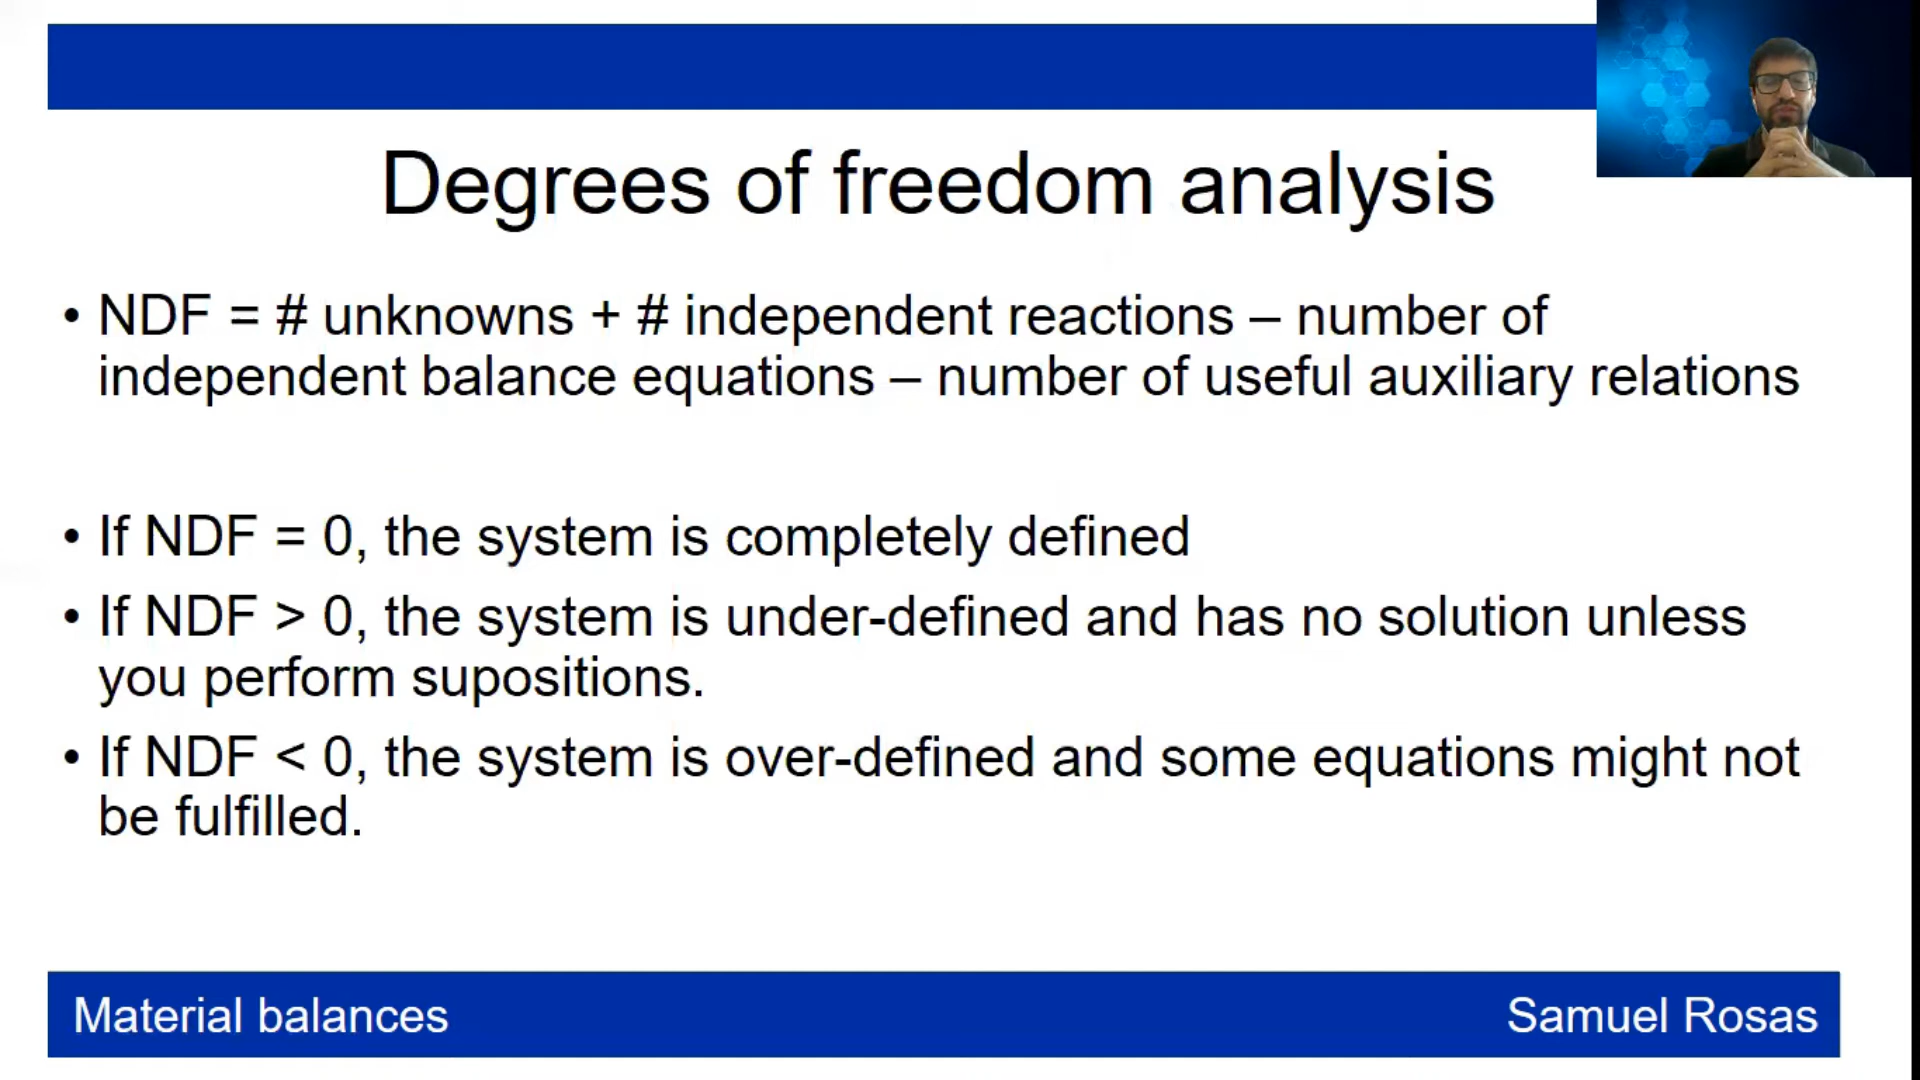 Degrees of freedom analysis
• NDF = # unknowns + # independent reactions – number of
independent balance equations – number of useful auxiliary relations
• If NDF = 0, the system is completely defined
• If NDF > 0, the system is under-defined and has no solution unless
you perform supositions.
• If NDF < 0, the system is over-defined and some equations might not
be fulfilled.
Material balances
Samuel Rosas